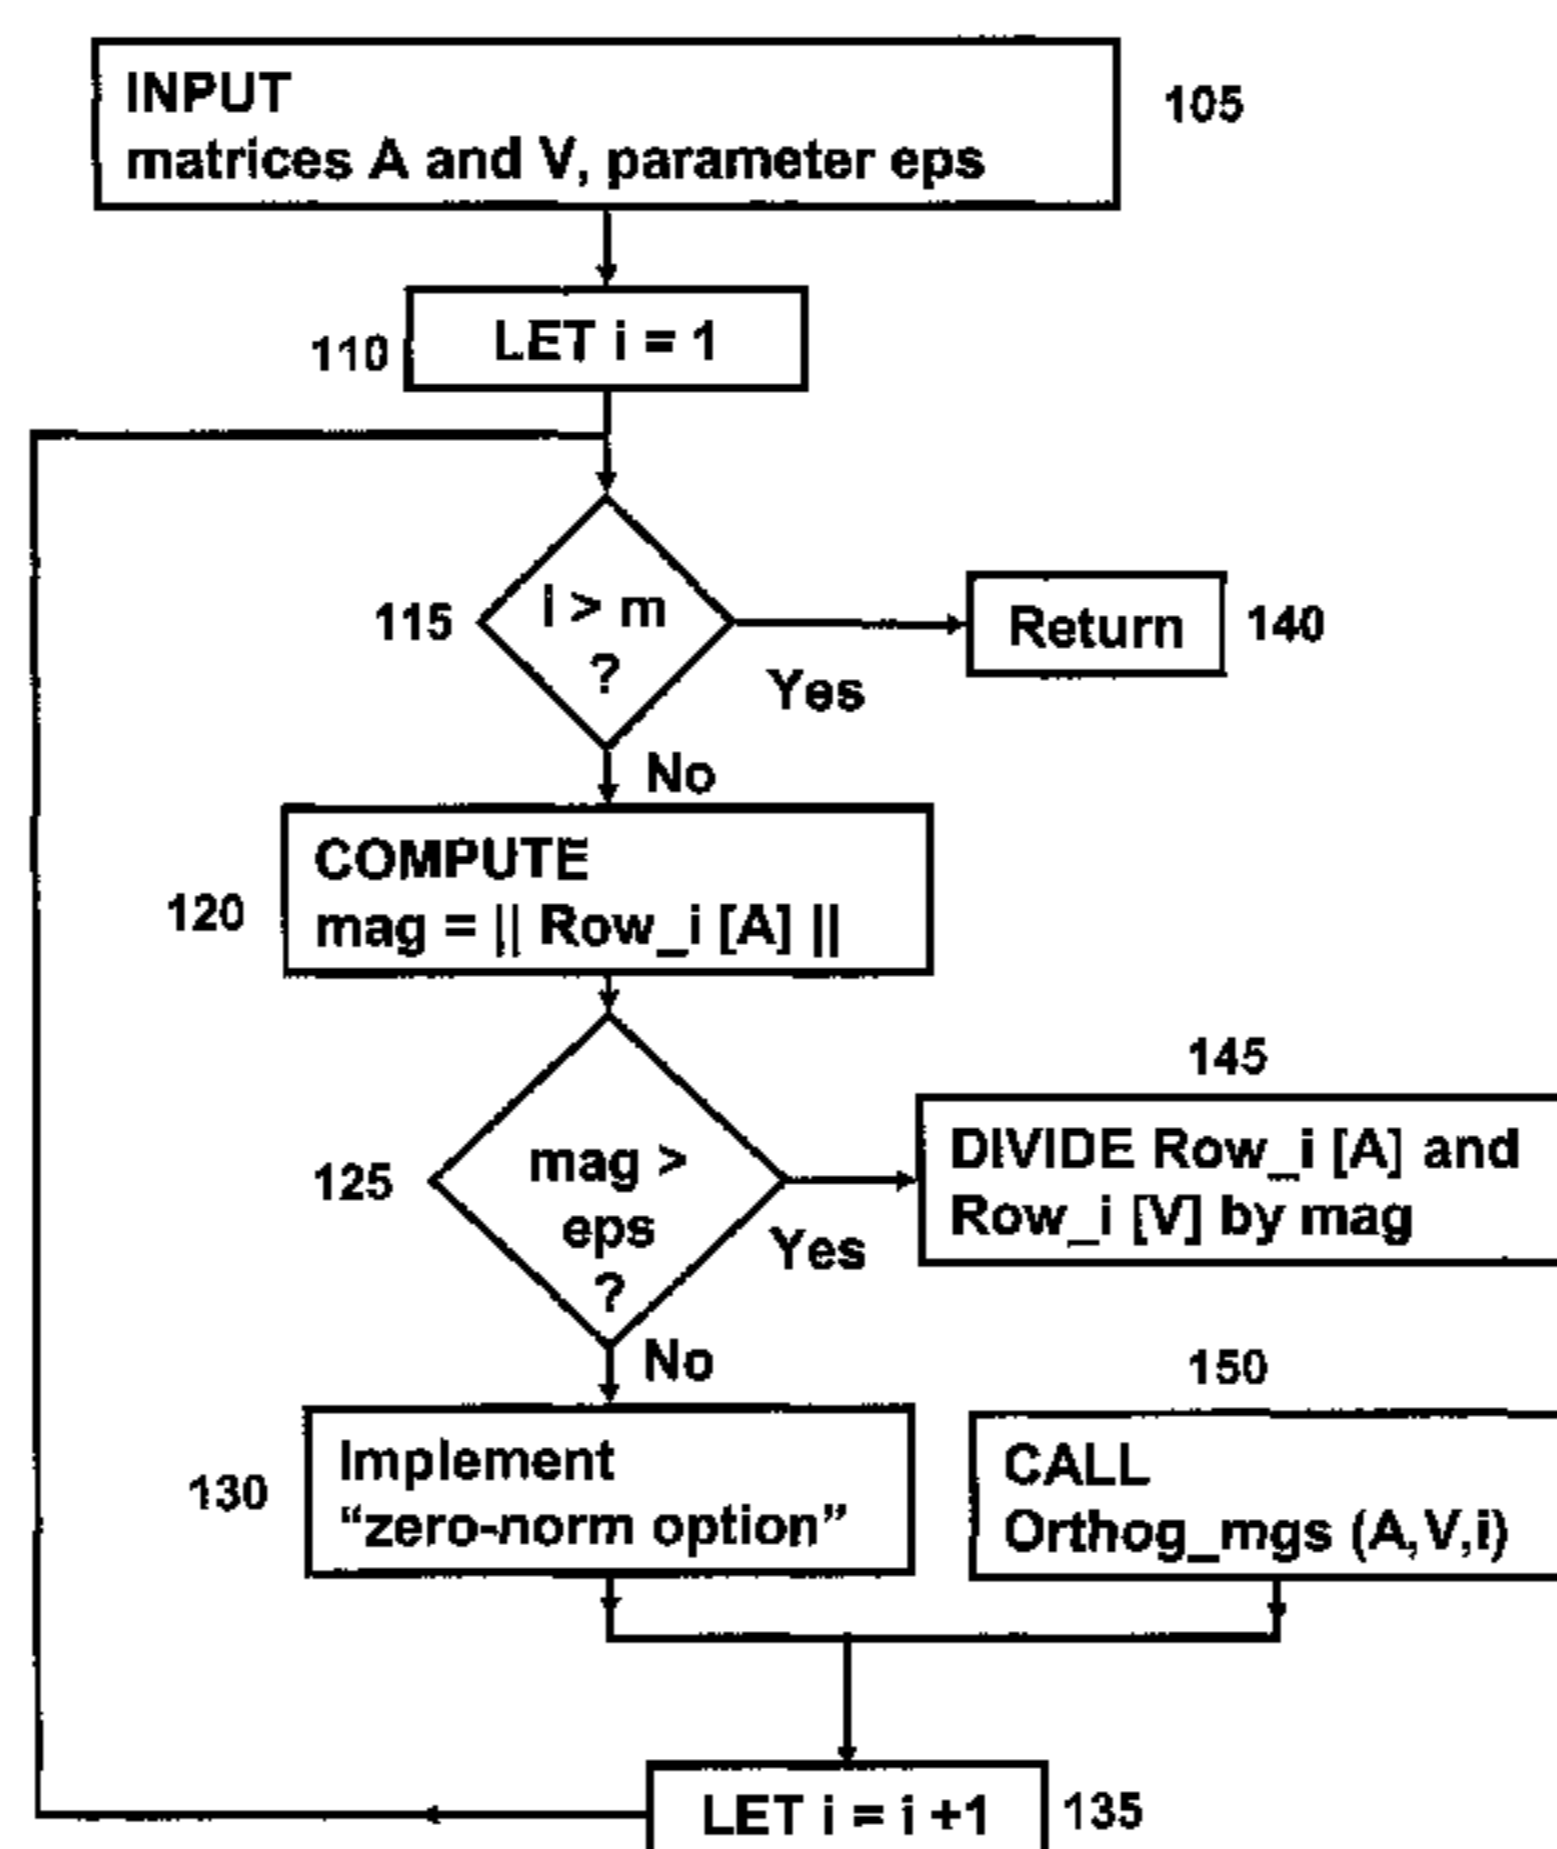 INPUT
matrices A and V, parameter eps
105
LET i = 1
110
i > m
?
115
Yes
Return
140
No
COMPUTE
mag = || Row_i [A] ||
120
mag >
eps
?
125
Yes
145
DIVIDE Row_i [A] and
Row_i [V] by mag
No
Implement
“zero-norm option”
130
150
CALL
Orthog_mgs (A,V,i)
LET i = i +1
135